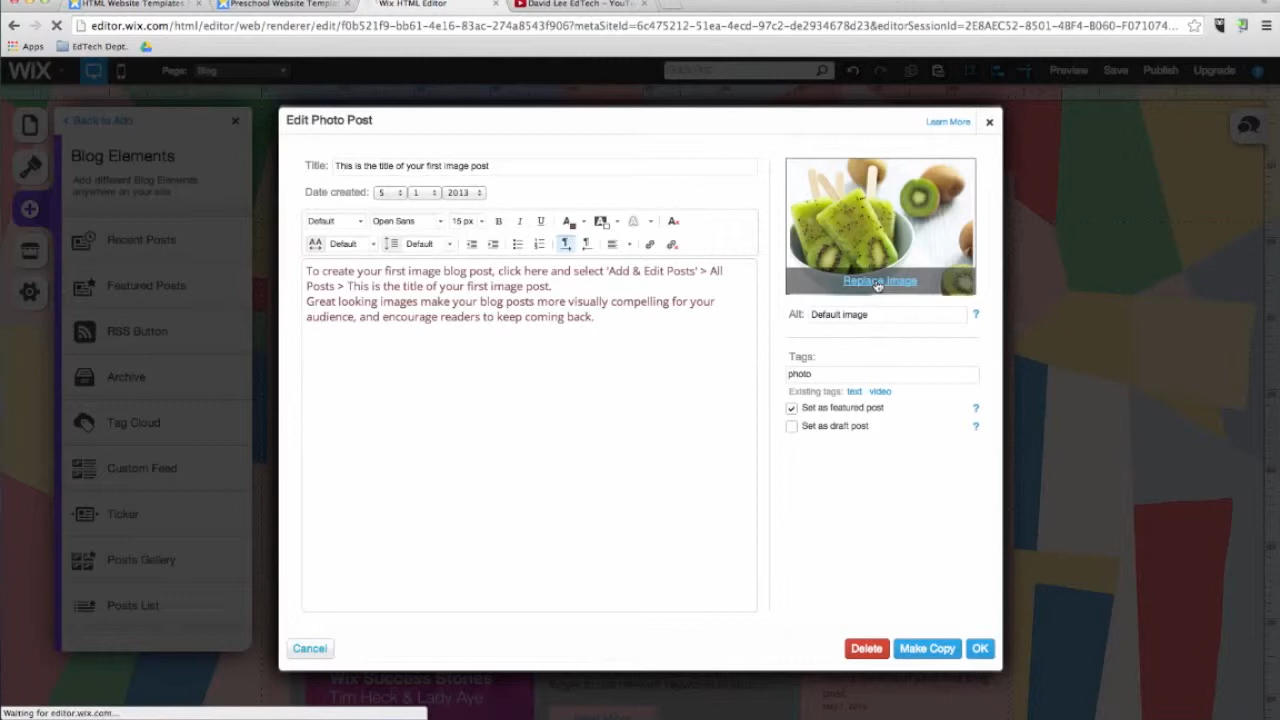 HTML Website Templates
Preschool Website Templ
Wix HTML Editor
David Lee EdTech - YouT
editor.wix.com/html/editor/web/renderer/edit/f0b521f9-bb61-4e16-83ac-274a8543f906?metaSiteId=6c475212-51ea-4ecd-97c2-de2934678d23&editorSessionId=2E8AEC52-8501-4B8F-B060-F071074...
Apps
EdTech Dept.
WiX
Page: Blog
Preview
Save
Publish
Upgrade
< Back to Add
Blog Elements
Add different Blog Elements
anywhere on your site
Recent Posts
Featured Posts
RSS Button
Archive
Tag Cloud
Custom Feed
Ticker
Posts Gallery
Posts List
Edit Photo Post
Learn More
Title: This is the title of your first image post
Date created: 5 1 2013
Default Open Sans 15 px B I U
Default Default
To create your first image blog post, click here and select 'Add & Edit Posts' > All
Posts > This is the title of your first image post.
Great looking images make your blog posts more visually compelling for your
audience, and encourage readers to keep coming back.
Replace Image
Alt: Default image ?
Tags:
photo
Existing tags: text video
Set as featured post ?
Set as draft post ?
Cancel
Delete
Make Copy
OK
Wix Success Stories
Tim Heck & Lady Aye
Waiting for editor.wix.com...